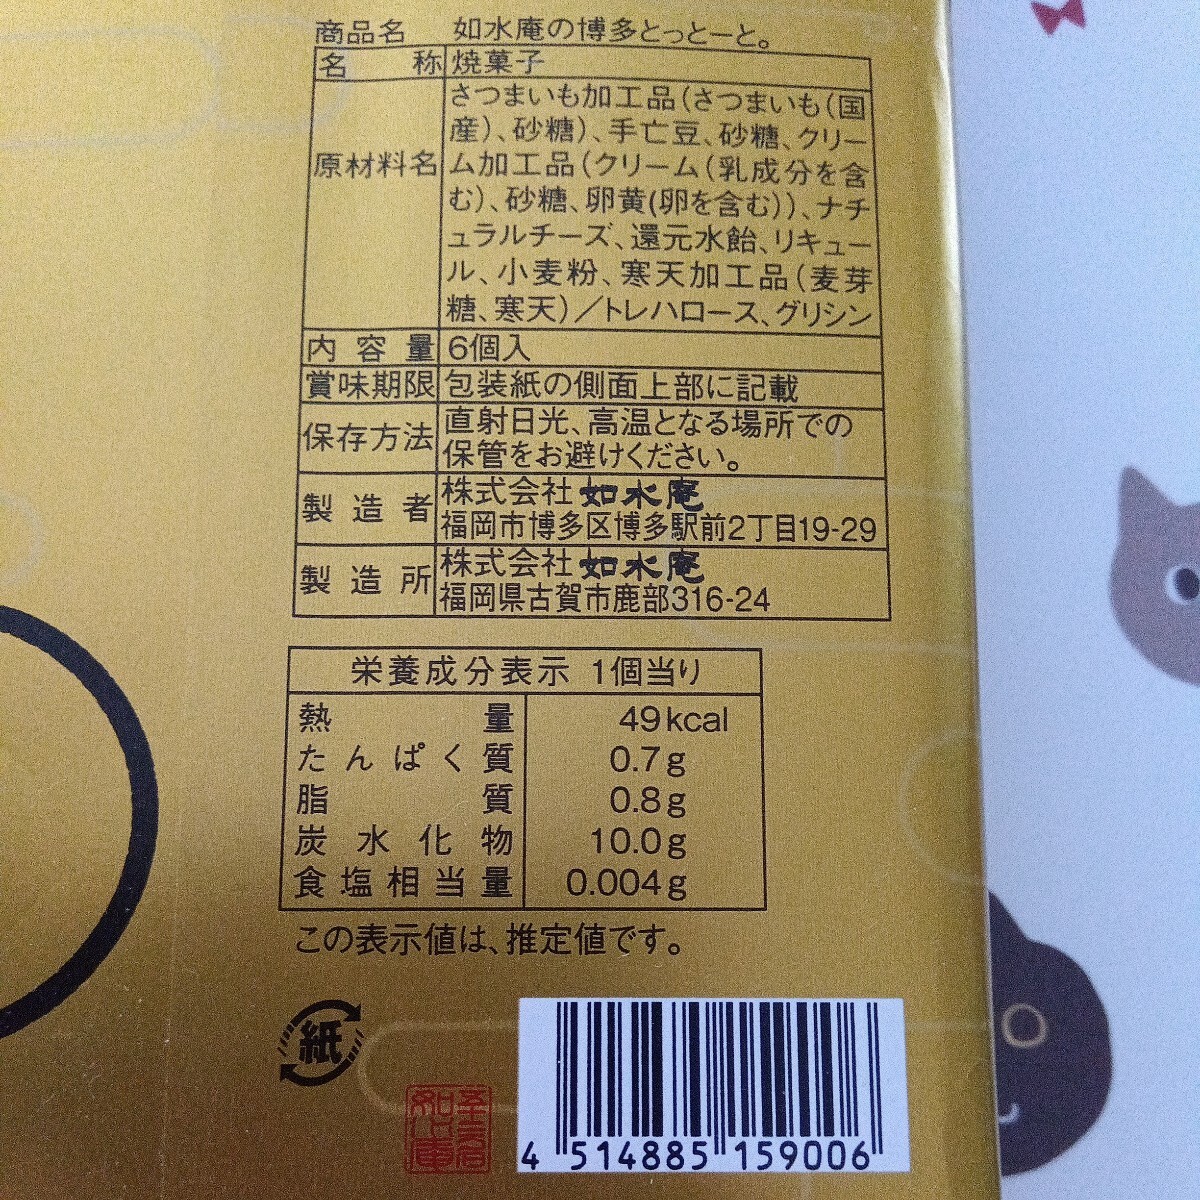 商品名 如水庵の博多とっとーと。
名称 焼菓子
原材料名 さつまいも加工品(さつまいも(国
産)、砂糖)、手亡豆、砂糖、クリー
ム加工品(クリーム(乳成分を含
む)、砂糖、卵黄(卵を含む))、ナチ
ュラルチーズ、還元水飴、リキュー
ル、小麦粉、寒天加工品(麦芽
糖、寒天)/トレハロース、グリシン
内容量 6個入
賞味期限 包装紙の側面上部に記載
保存方法 直射日光、高温となる場所での
保管をお避けください。
製造者 株式会社 如水庵
福岡市博多区博多駅前2丁目19-29
製造所 株式会社 如水庵
福岡県古賀市鹿部316-24
栄養成分表示 1個当り
熱量 49kcal
たんぱく質 0.7g
脂質 0.8g
炭水化物 10.0g
食塩相当量 0.004g
この表示値は、推定値です。
紙
4 514885 159006